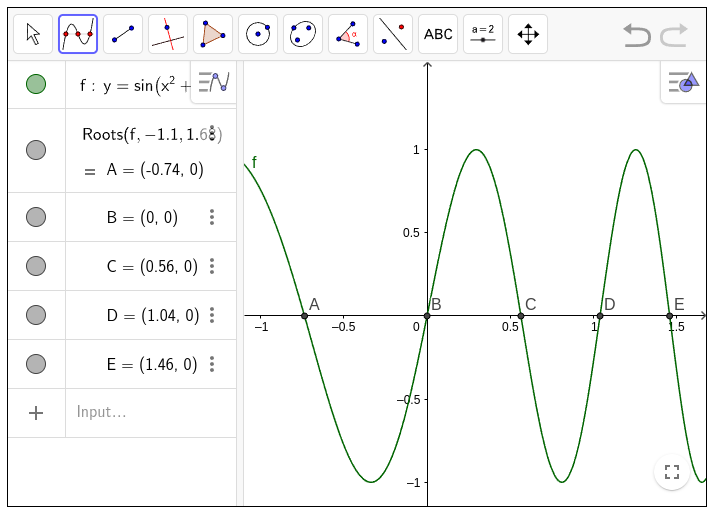 ABC
a=2
α
f : y = sin(x² +
Roots(f, −1.1, 1.68)
= A = (-0.74, 0)
B = (0, 0)
C = (0.56, 0)
D = (1.04, 0)
E = (1.46, 0)
+ Input…
f
1
0.5
A B C D E
−1 −0.5 0 0.5 1 1.5
−0.5
−1